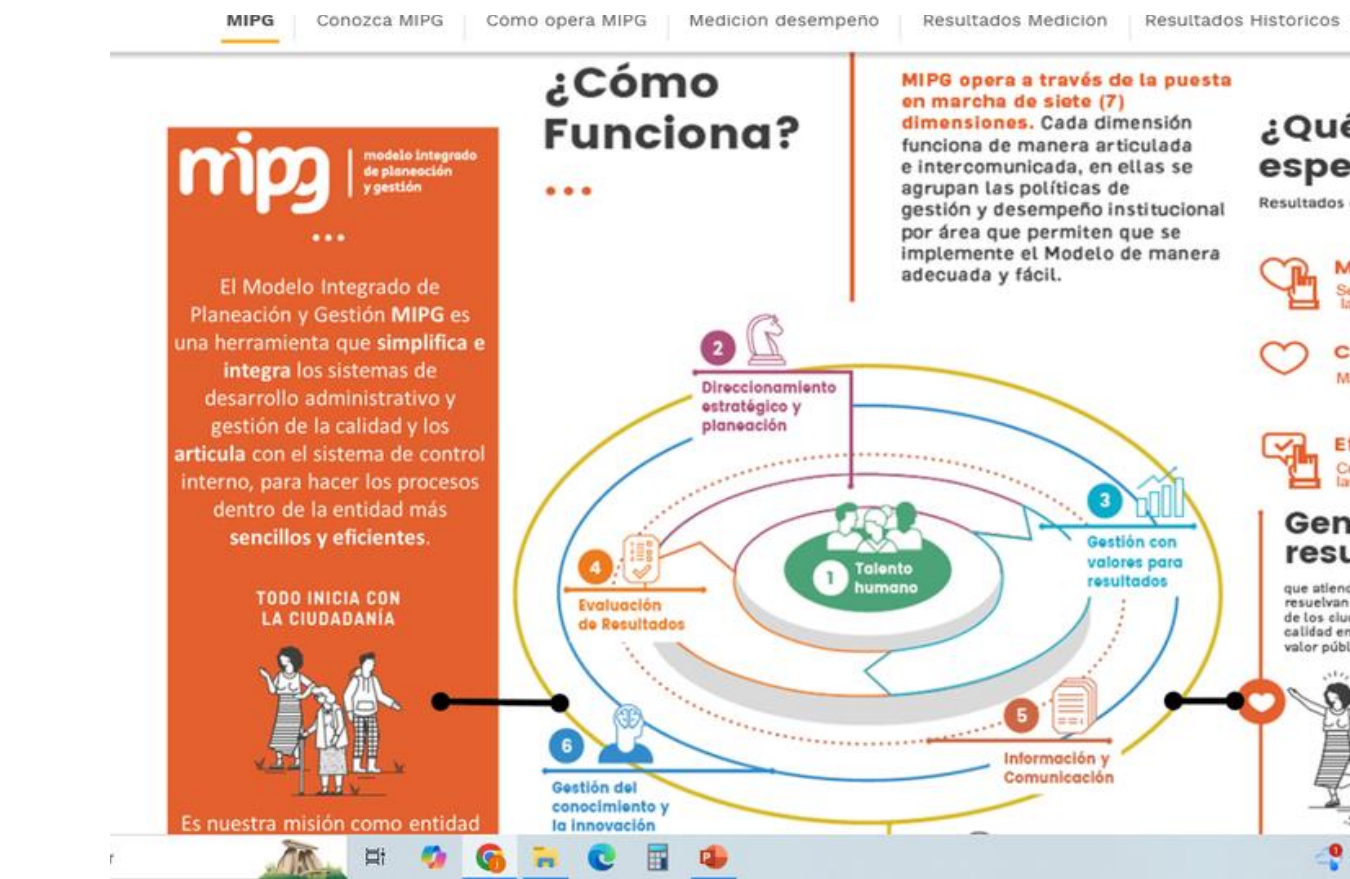 MIPG
Conozca MIPG
Cómo opera MIPG
Medición desempeño
Resultados Medición
Resultados Históricos
mipg
modelo integrado
de planeación
y gestión
El Modelo Integrado de
Planeación y Gestión MIPG es
una herramienta que simplifica e
integra los sistemas de
desarrollo administrativo y
gestión de la calidad y los
articula con el sistema de control
interno, para hacer los procesos
dentro de la entidad más
sencillos y eficientes.
TODO INICIA CON
LA CIUDADANÍA
Es nuestra misión como entidad
¿Cómo
Funciona?
MIPG opera a través de la puesta
en marcha de siete (7)
dimensiones. Cada dimensión
funciona de manera articulada
e intercomunicada, en ellas se
agrupan las políticas de
gestión y desempeño institucional
por área que permiten que se
implemente el Modelo de manera
adecuada y fácil.
2
Direccionamiento
estratégico y
planeación
3
Gestión con
valores para
resultados
1 Talento
humano
4
Evaluación
de Resultados
5
Información y
Comunicación
6
Gestión del
conocimiento y
la innovación
¿Qué
espe
Resultados
M
Se
la
C
M
Gen
resu
que atiend
resuelvan
de los ciu
calidad en
valor públ
1